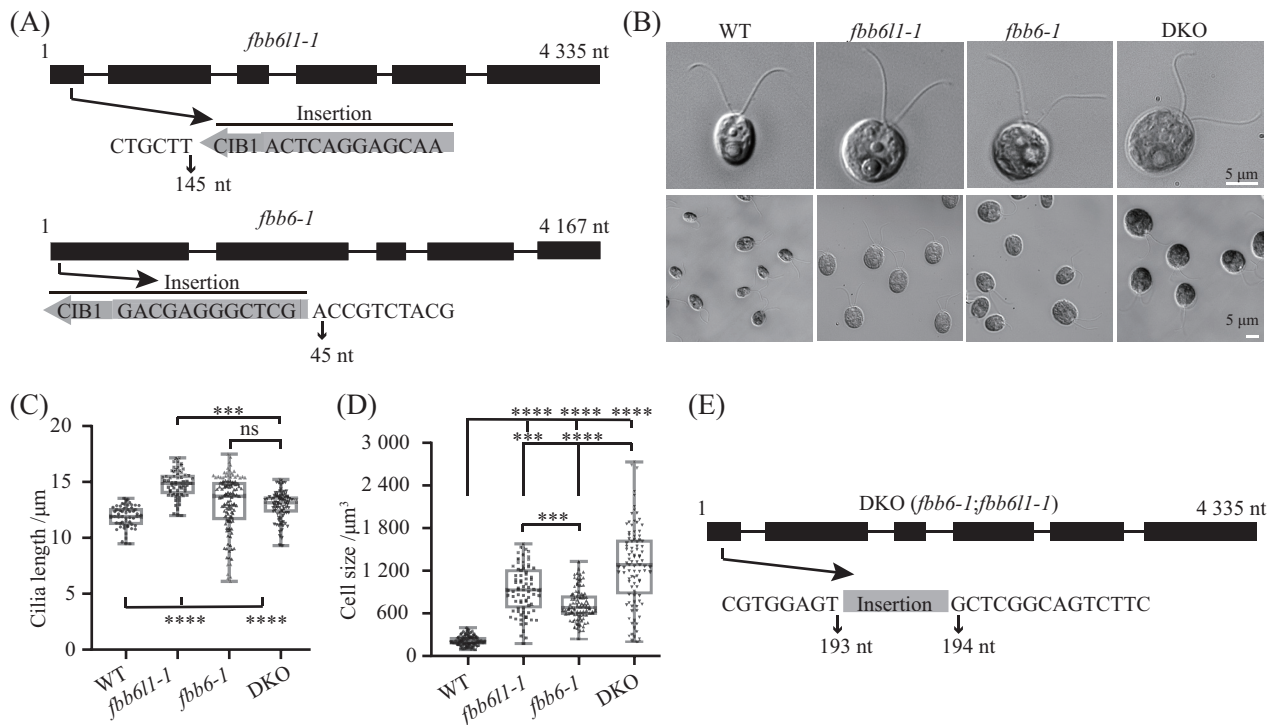 (A)
fbb6l1-1
1
4 335 nt
Insertion
CTGCTT CIB1 ACTCAGGAGCAA
145 nt
fbb6-1
1
4 167 nt
Insertion
CIB1 GACGAGGGCTCG ACCGTCTACG
45 nt
(B)
WT fbb6l1-1 fbb6-1 DKO
5 μm
5 μm
(C)
Cilia length /μm
20
15
10
5
0
***
ns
**** ****
WT fbb6l1-1 fbb6-1 DKO
(D)
Cell size /μm³
3 000
2 400
1 800
1 200
600
0
**** **** ****
*** ****
***
WT fbb6l1-1 fbb6-1 DKO
(E)
DKO (fbb6-1;fbb6l1-1)
1
4 335 nt
CGTGGAGT Insertion GCTCGGCAGTCTTC
193 nt 194 nt